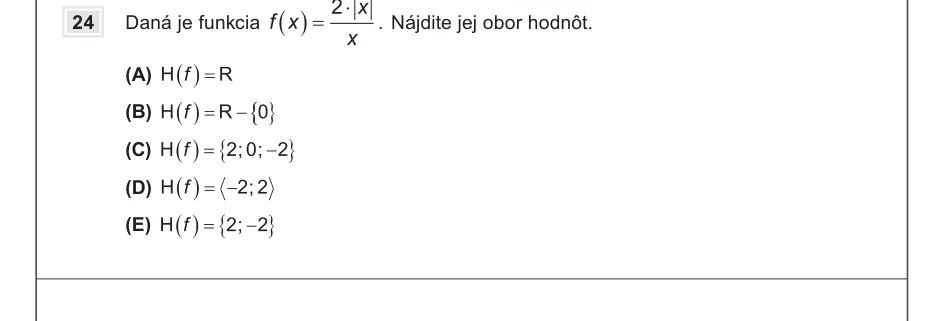 24 Daná je funkcia f(x) = 2·|x| / x . Nájdite jej obor hodnôt.
(A) H(f) = R
(B) H(f) = R – {0}
(C) H(f) = {2; 0; –2}
(D) H(f) = ⟨–2; 2⟩
(E) H(f) = {2; –2}